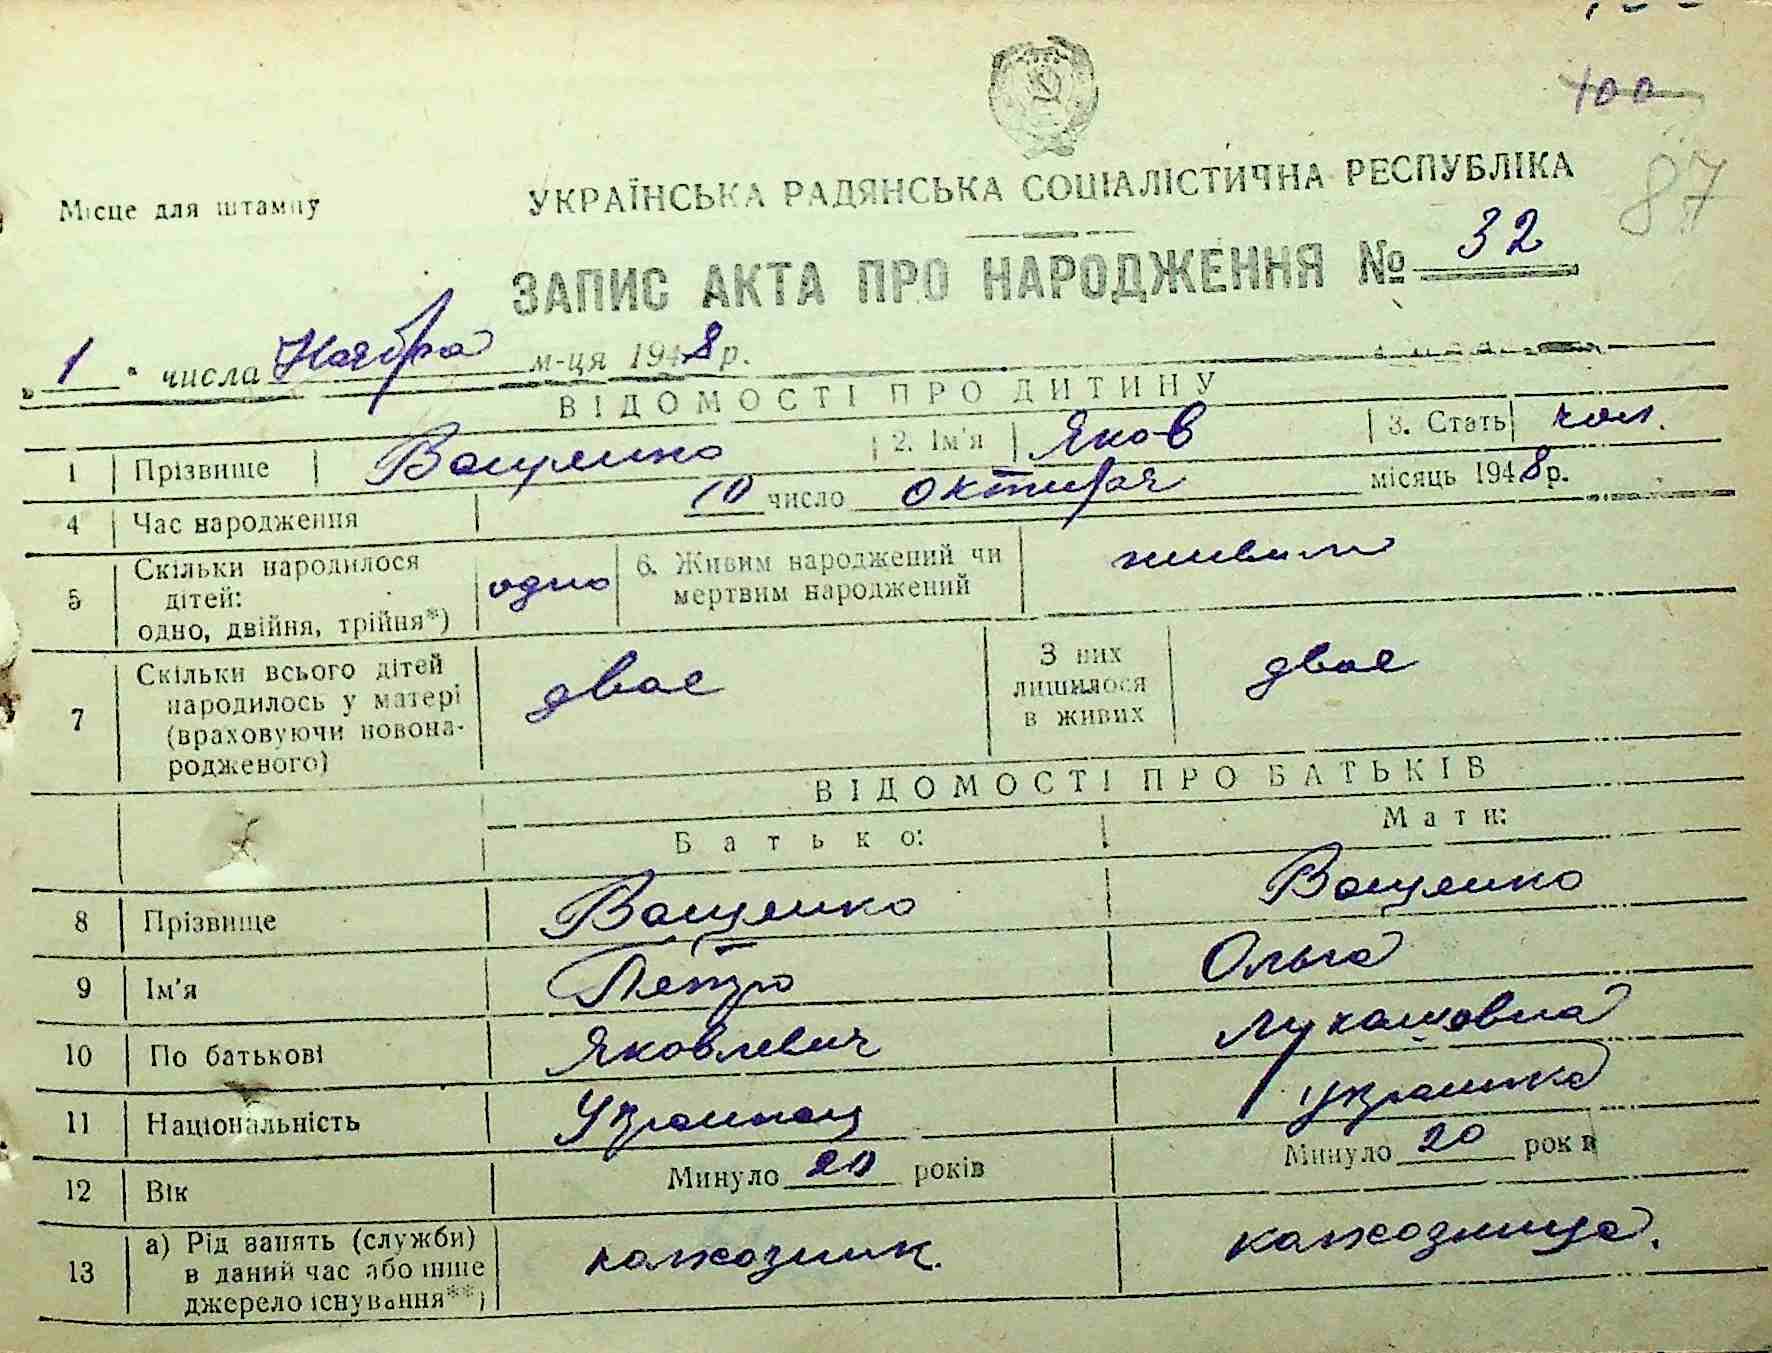 100
87
Місце для штампу
УКРАЇНСЬКА РАДЯНСЬКА СОЦІАЛІСТИЧНА РЕСПУБЛІКА
ЗАПИС АКТА ПРО НАРОДЖЕННЯ № 32
„1" числа Ноября м-ця 1948 р.
ВІДОМОСТІ ПРО ДИТИНУ
1 Прізвище Ващенко 2. Ім'я Яков 3. Стать чол.
4 Час народження 10 число октября місяць 1948 р.
5 Скільки народилося дітей: одно, двійня, трійня*) одно 6. Живим народжений чи мертвим народжений живим
7 Скільки всього дітей народилось у матері (враховуючи новонародженого) двое З них лишилося в живих двое
ВІДОМОСТІ ПРО БАТЬКІВ
Батько: Мати:
8 Прізвище Ващенко Ващенко
9 Ім'я Петро Ольга
10 По батькові Яковлевич Лукашовна
11 Національність Украинец Украинка
12 Вік Минуло 20 років Минуло 20 років
13 а) Рід занять (служби) в даний час або інше джерело існування**) колхозник. колхозница.